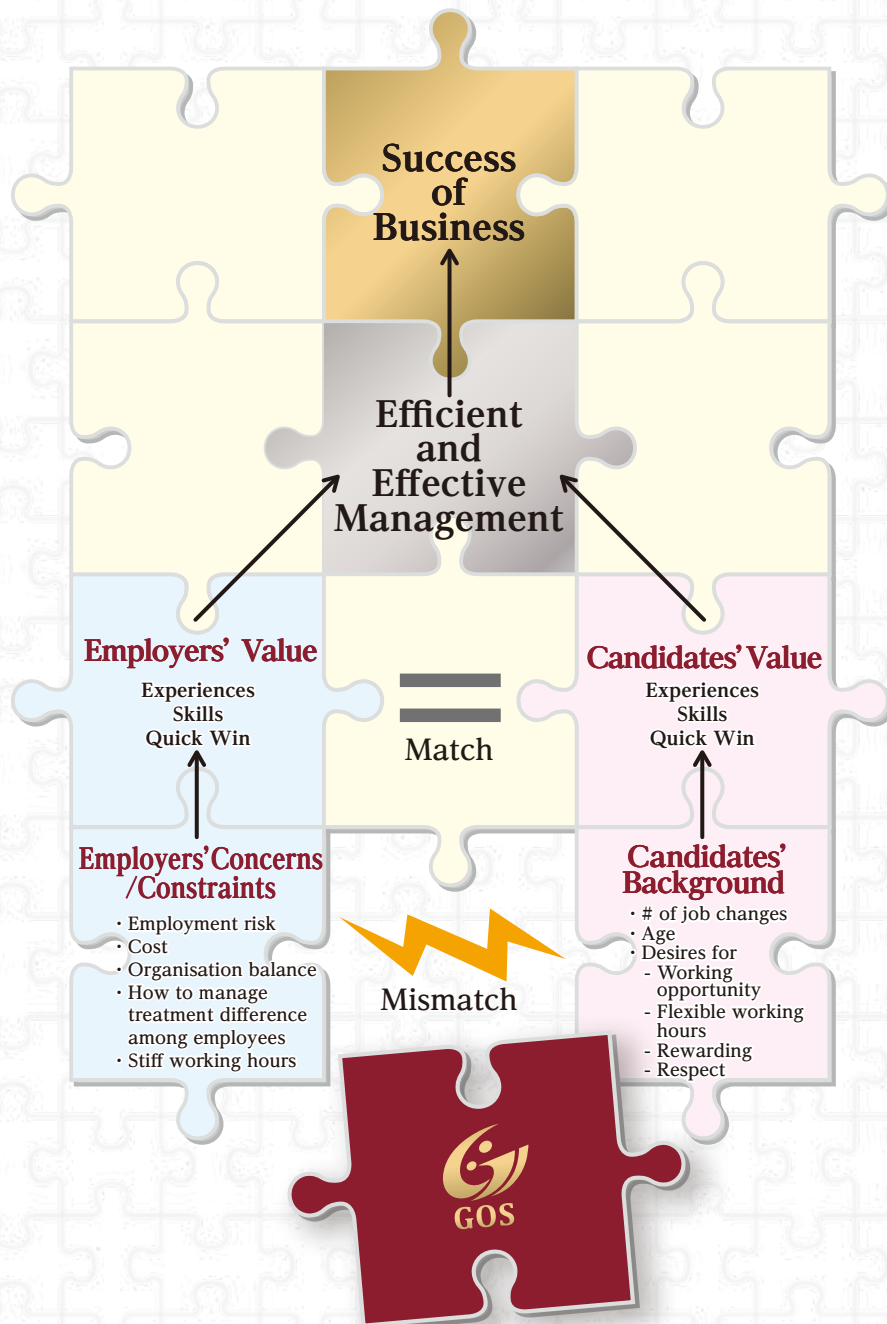 Success
of
Business
Efficient
and
Effective
Management
Employers' Value
Experiences
Skills
Quick Win
Match
Candidates' Value
Experiences
Skills
Quick Win
Employers' Concerns
/Constraints
· Employment risk
· Cost
· Organisation balance
· How to manage
treatment difference
among employees
· Stiff working hours
Mismatch
Candidates'
Background
· # of job changes
· Age
· Desires for
- Working
opportunity
- Flexible working
hours
- Rewarding
- Respect
GOS